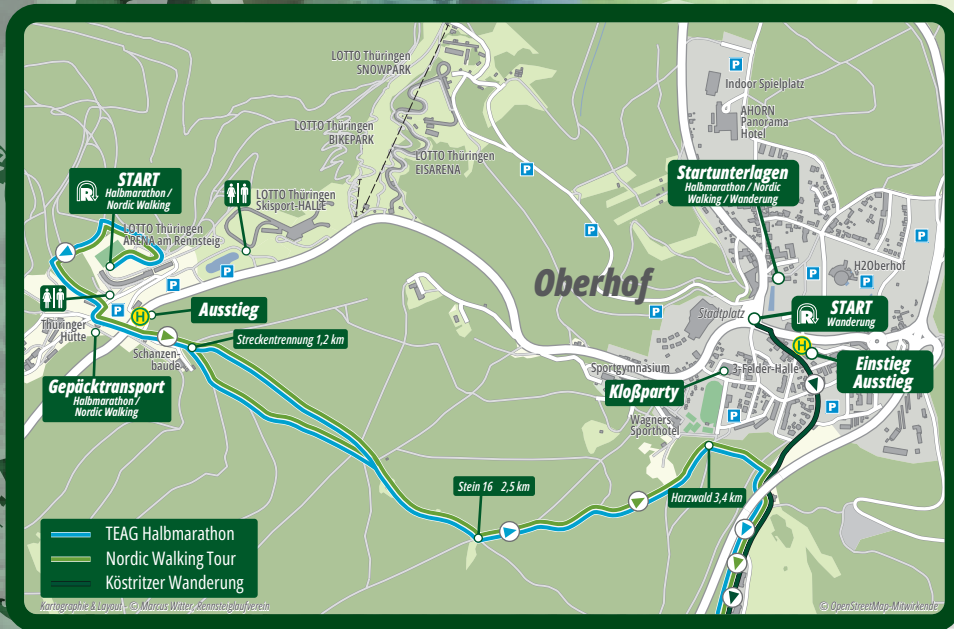 LOTTO Thüringen
SNOWPARK
P
Indoor Spielplatz
AHORN
Panorama
Hotel
LOTTO Thüringen
BIKEPARK
LOTTO Thüringen
EISARENA
P
Startunterlagen
Halbmarathon / Nordic
Walking / Wanderung
R
START
Halbmarathon /
Nordic Walking
LOTTO Thüringen
Skisport-HALLE
LOTTO Thüringen
ARENA am Rennsteig
P
P
P
H2Oberhof
P
P
P
Oberhof
P
P
H
Ausstieg
Stadtplatz
R
START
Wanderung
Thüringer
Hütte
Schanzen-
baude
Streckentrennung 1,2 km
H
Einstieg
Ausstieg
Sportgymnasium
3-Felder-Halle
Gepäcktransport
Halbmarathon /
Nordic Walking
Kloßparty
P
P
Wagners
Sporthotel
Stein 16 2,5 km
Harzwald 3,4 km
TEAG Halbmarathon
Nordic Walking Tour
Köstritzer Wanderung
Kartographie & Layout - © Marcus Witter, Rennsteiglaufverein
© OpenStreetMap-Mitwirkende